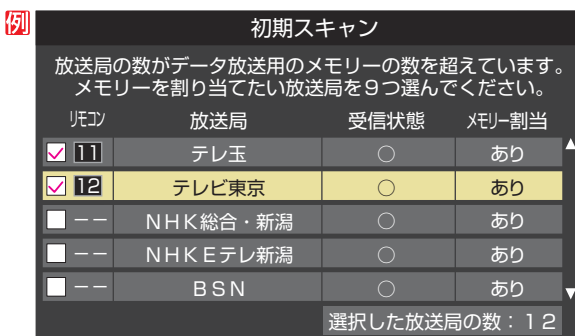 例
初期スキャン
放送局の数がデータ放送用のメモリーの数を超えています。
メモリーを割り当てたい放送局を9つ選んでください。
リモコン 放送局 受信状態 メモリー割当
11 テレ玉 ○ あり
12 テレビ東京 ○ あり
−− NHK総合・新潟 ○ あり
−− NHKEテレ新潟 ○ あり
−− BSN ○ あり
選択した放送局の数：12